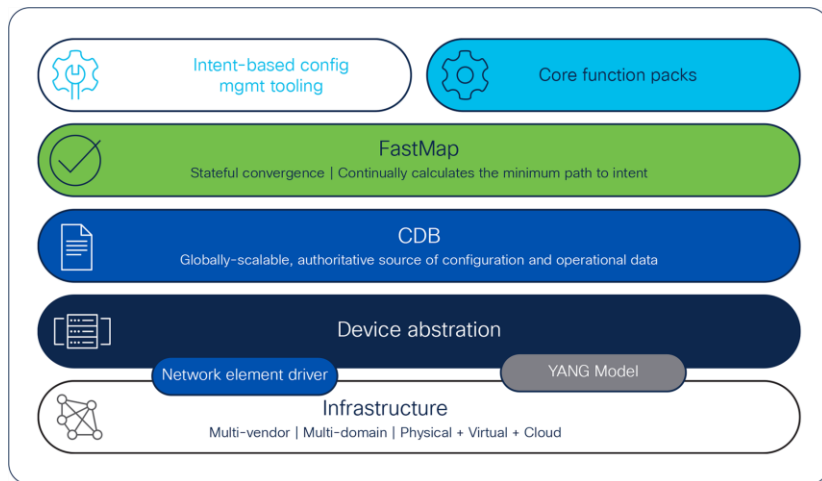 Intent-based config
mgmt tooling
Core function packs
FastMap
Stateful convergence | Continually calculates the minimum path to intent
CDB
Globally-scalable, authoritative source of configuration and operational data
Device abstration
Network element driver
YANG Model
Infrastructure
Multi-vendor | Multi-domain | Physical + Virtual + Cloud